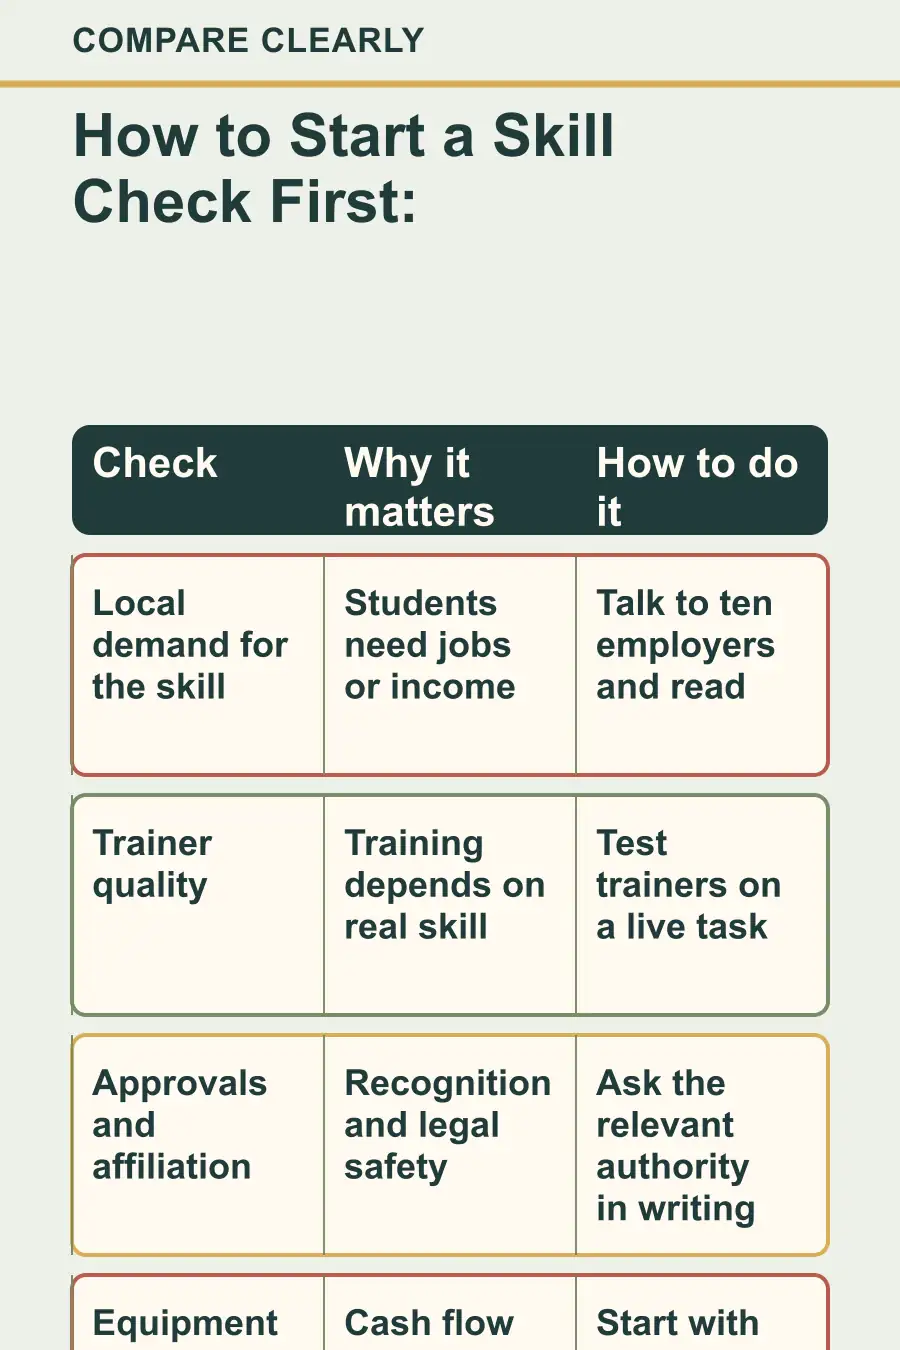 COMPARE CLEARLY
How to Start a Skill
Check First:
Check
Why it
matters
How to do
it
Local
demand for
the skill
Students
need jobs
or income
Talk to ten
employers
and read
Trainer
quality
Training
depends on
real skill
Test
trainers on
a live task
Approvals
and
affiliation
Recognition
and legal
safety
Ask the
relevant
authority
in writing
Equipment
Cash flow
Start with